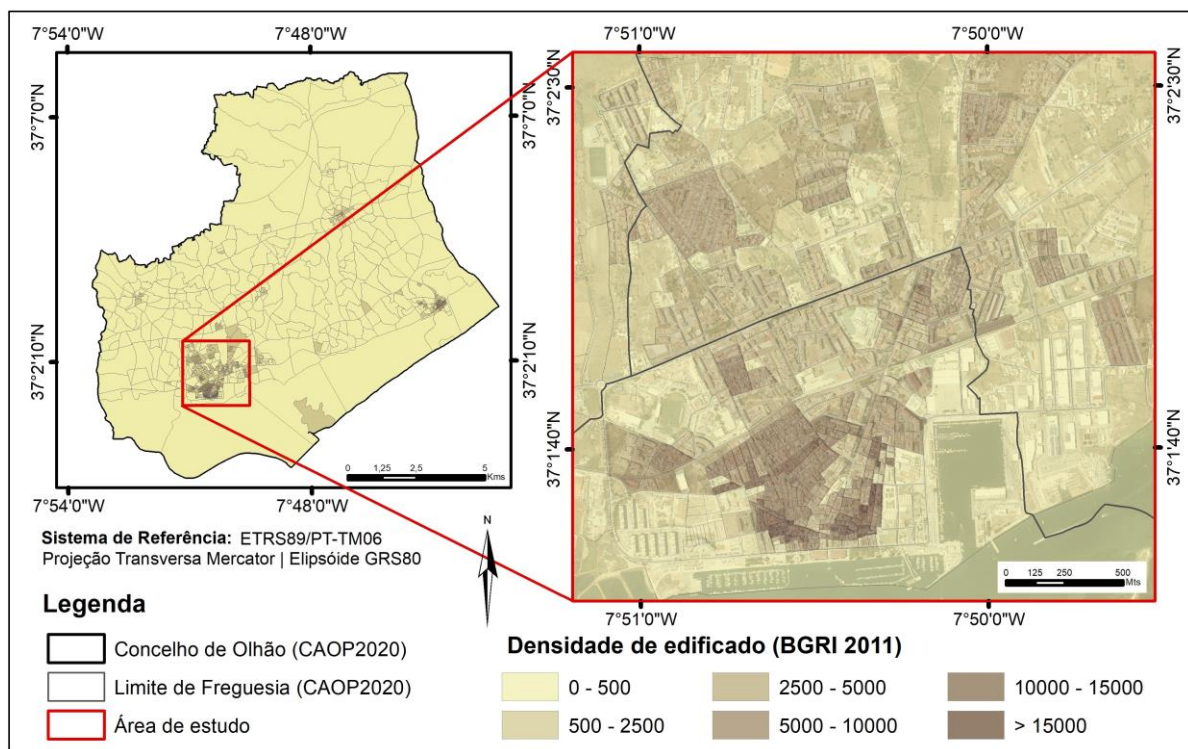 7°54'0"W 7°48'0"W
7°51'0"W 7°50'0"W
37°7'0"N 37°7'0"N
37°2'30"N 37°2'30"N
37°2'10"N 37°2'10"N
37°1'40"N 37°1'40"N
0 1,25 2,5 5
Kms
7°54'0"W 7°48'0"W
0 125 250 500
Mts
7°51'0"W 7°50'0"W
Sistema de Referência: ETRS89/PT-TM06
Projeção Transversa Mercator | Elipsóide GRS80
N
Legenda
Concelho de Olhão (CAOP2020)
Limite de Freguesia (CAOP2020)
Área de estudo
Densidade de edificado (BGRI 2011)
0 - 500
500 - 2500
2500 - 5000
5000 - 10000
10000 - 15000
> 15000